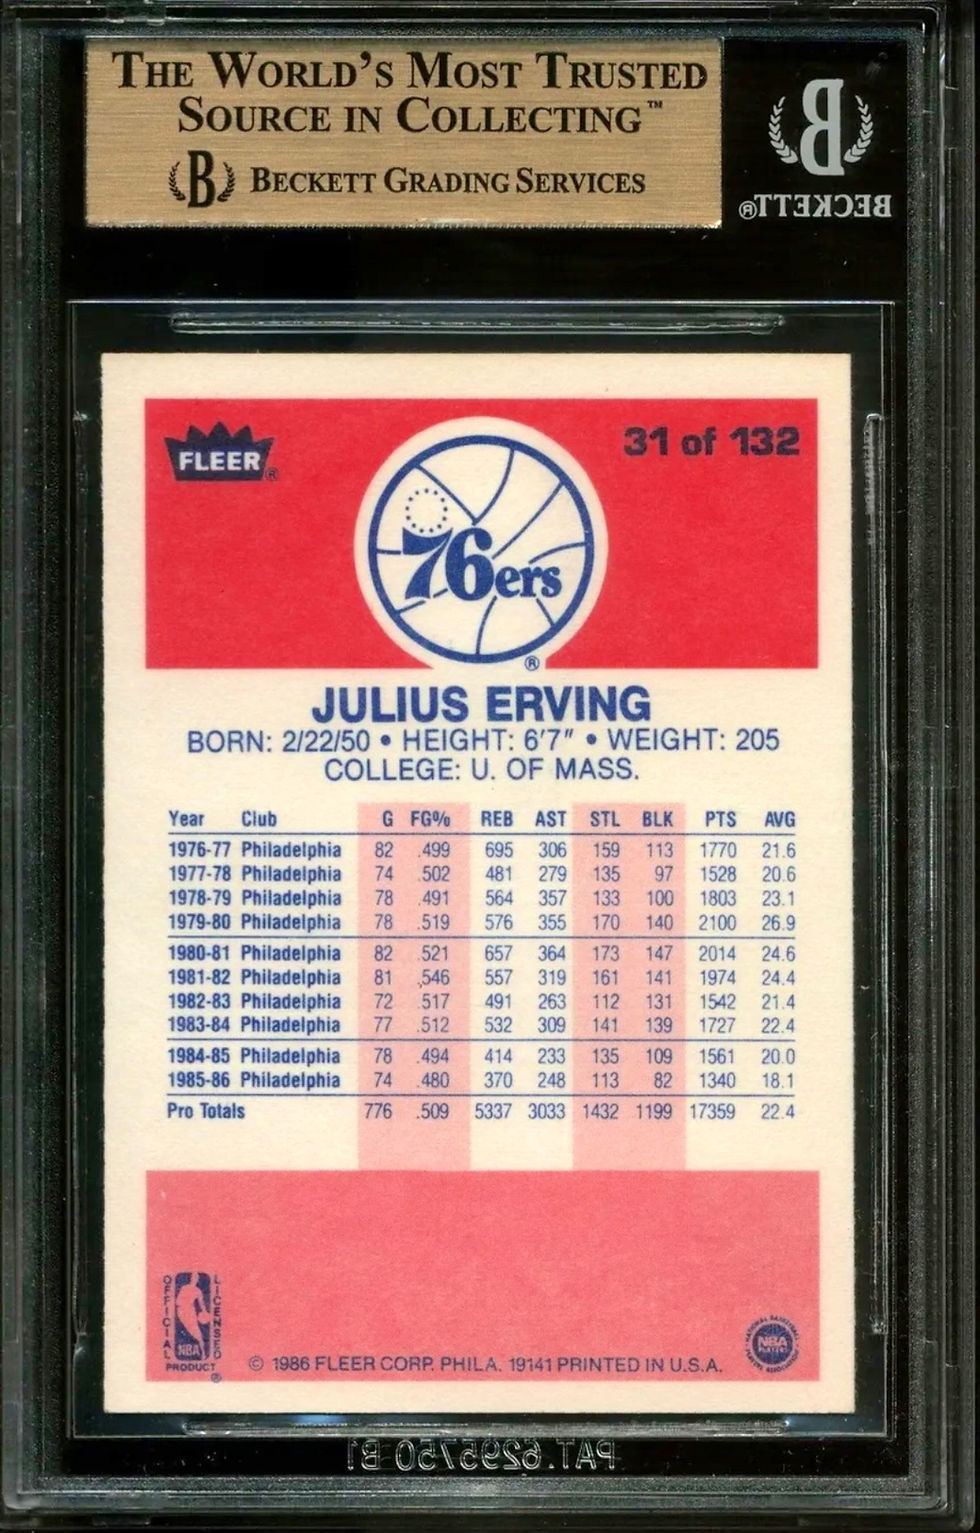 THE WORLD'S MOST TRUSTED
SOURCE IN COLLECTING™
B BECKETT GRADING SERVICES
B
BECKETT®
FLEER®
31 of 132
76ers
®
JULIUS ERVING
BORN: 2/22/50 • HEIGHT: 6'7" • WEIGHT: 205
COLLEGE: U. OF MASS.
Year Club G FG% REB AST STL BLK PTS AVG
1976-77 Philadelphia 82 .499 695 306 159 113 1770 21.6
1977-78 Philadelphia 74 .502 481 279 135 97 1528 20.6
1978-79 Philadelphia 78 .491 564 357 133 100 1803 23.1
1979-80 Philadelphia 78 .519 576 355 170 140 2100 26.9
1980-81 Philadelphia 82 .521 657 364 173 147 2014 24.6
1981-82 Philadelphia 81 .546 557 319 161 141 1974 24.4
1982-83 Philadelphia 72 .517 491 263 112 131 1542 21.4
1983-84 Philadelphia 77 .512 532 309 141 139 1727 22.4
1984-85 Philadelphia 78 .494 414 233 135 109 1561 20.0
1985-86 Philadelphia 74 .480 370 248 113 82 1340 18.1
Pro Totals 776 .509 5337 3033 1432 1199 17359 22.4
OFFICIAL LICENSED
NBA
PRODUCT
®
© 1986 FLEER CORP. PHILA. 19141 PRINTED IN U.S.A.
NATIONAL BASKETBALL
NBA
PLAYERS
PLAYERS ASSOCIATION
PAT.6295750 B1